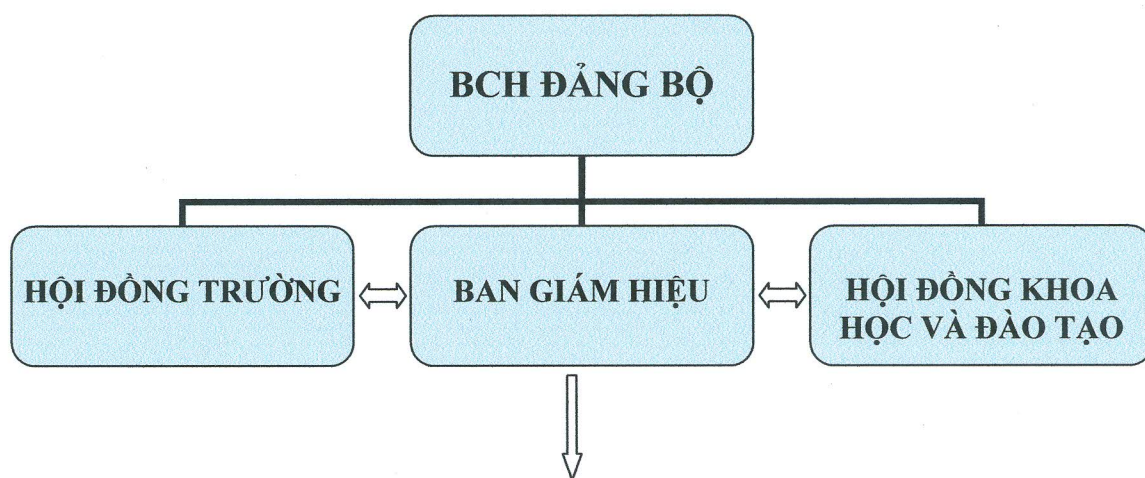 BCH ĐẢNG BỘ
HỘI ĐỒNG TRƯỜNG
BAN GIÁM HIỆU
HỘI ĐỒNG KHOA
HỌC VÀ ĐÀO TẠO